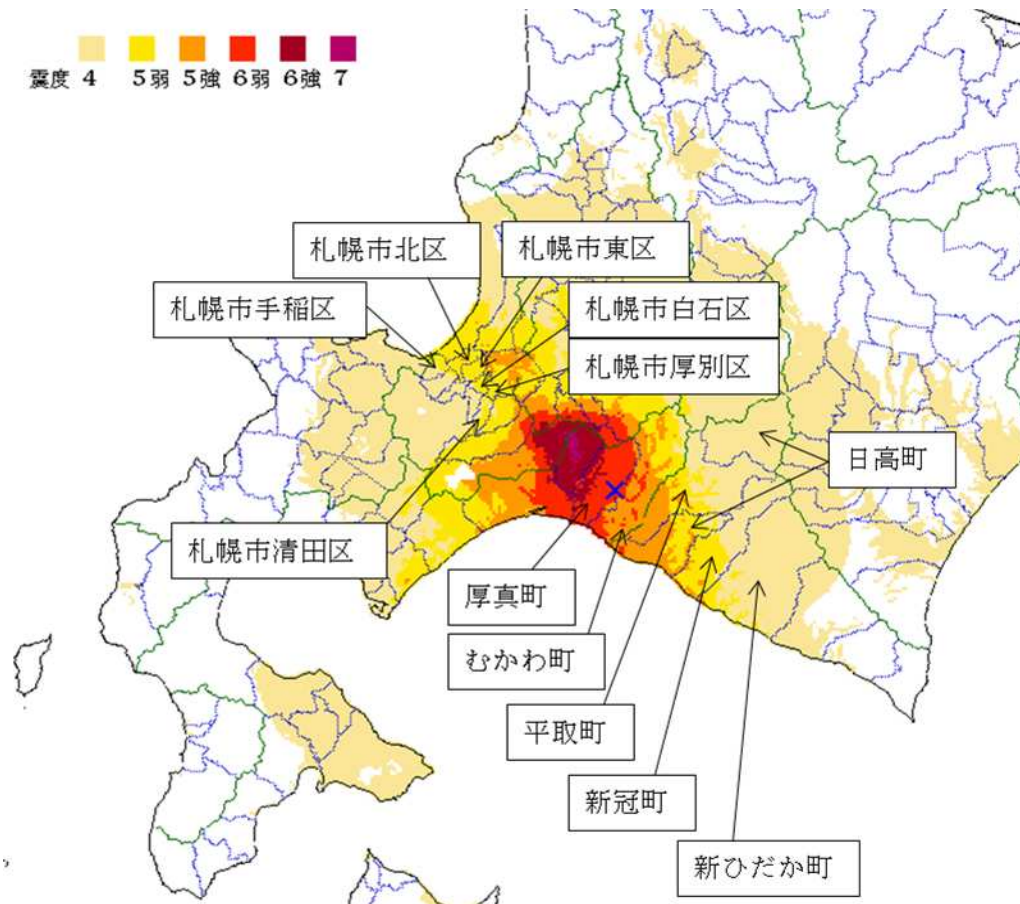 震度 4 5弱 5強 6弱 6強 7
札幌市北区
札幌市東区
札幌市手稲区
札幌市白石区
札幌市厚別区
日高町
札幌市清田区
厚真町
むかわ町
平取町
新冠町
新ひだか町